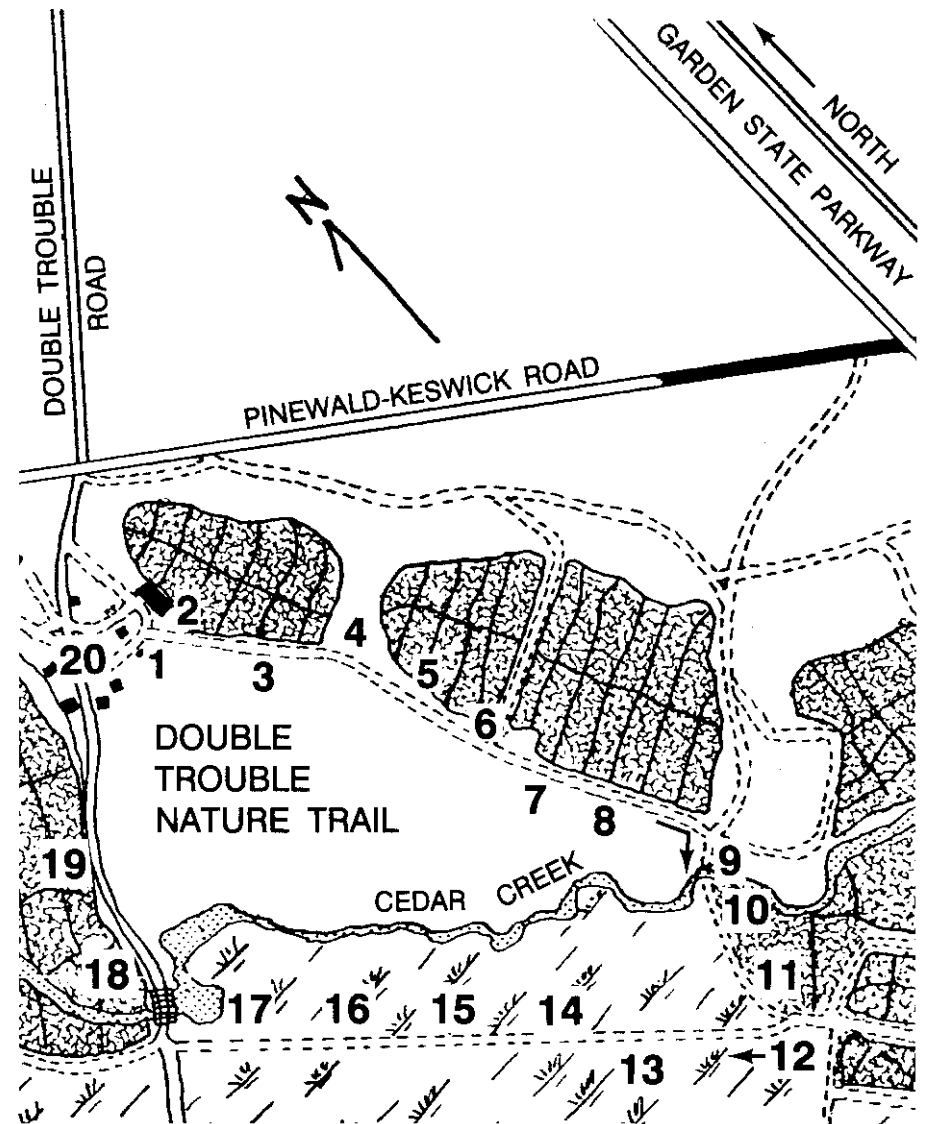 GARDEN STATE PARKWAY
NORTH
DOUBLE TROUBLE
ROAD
N
PINEWALD-KESWICK ROAD
2
4
20
1
3
5
6
DOUBLE
TROUBLE
NATURE TRAIL
7
8
19
9
CEDAR CREEK
10
18
11
17
16
15
14
13
12